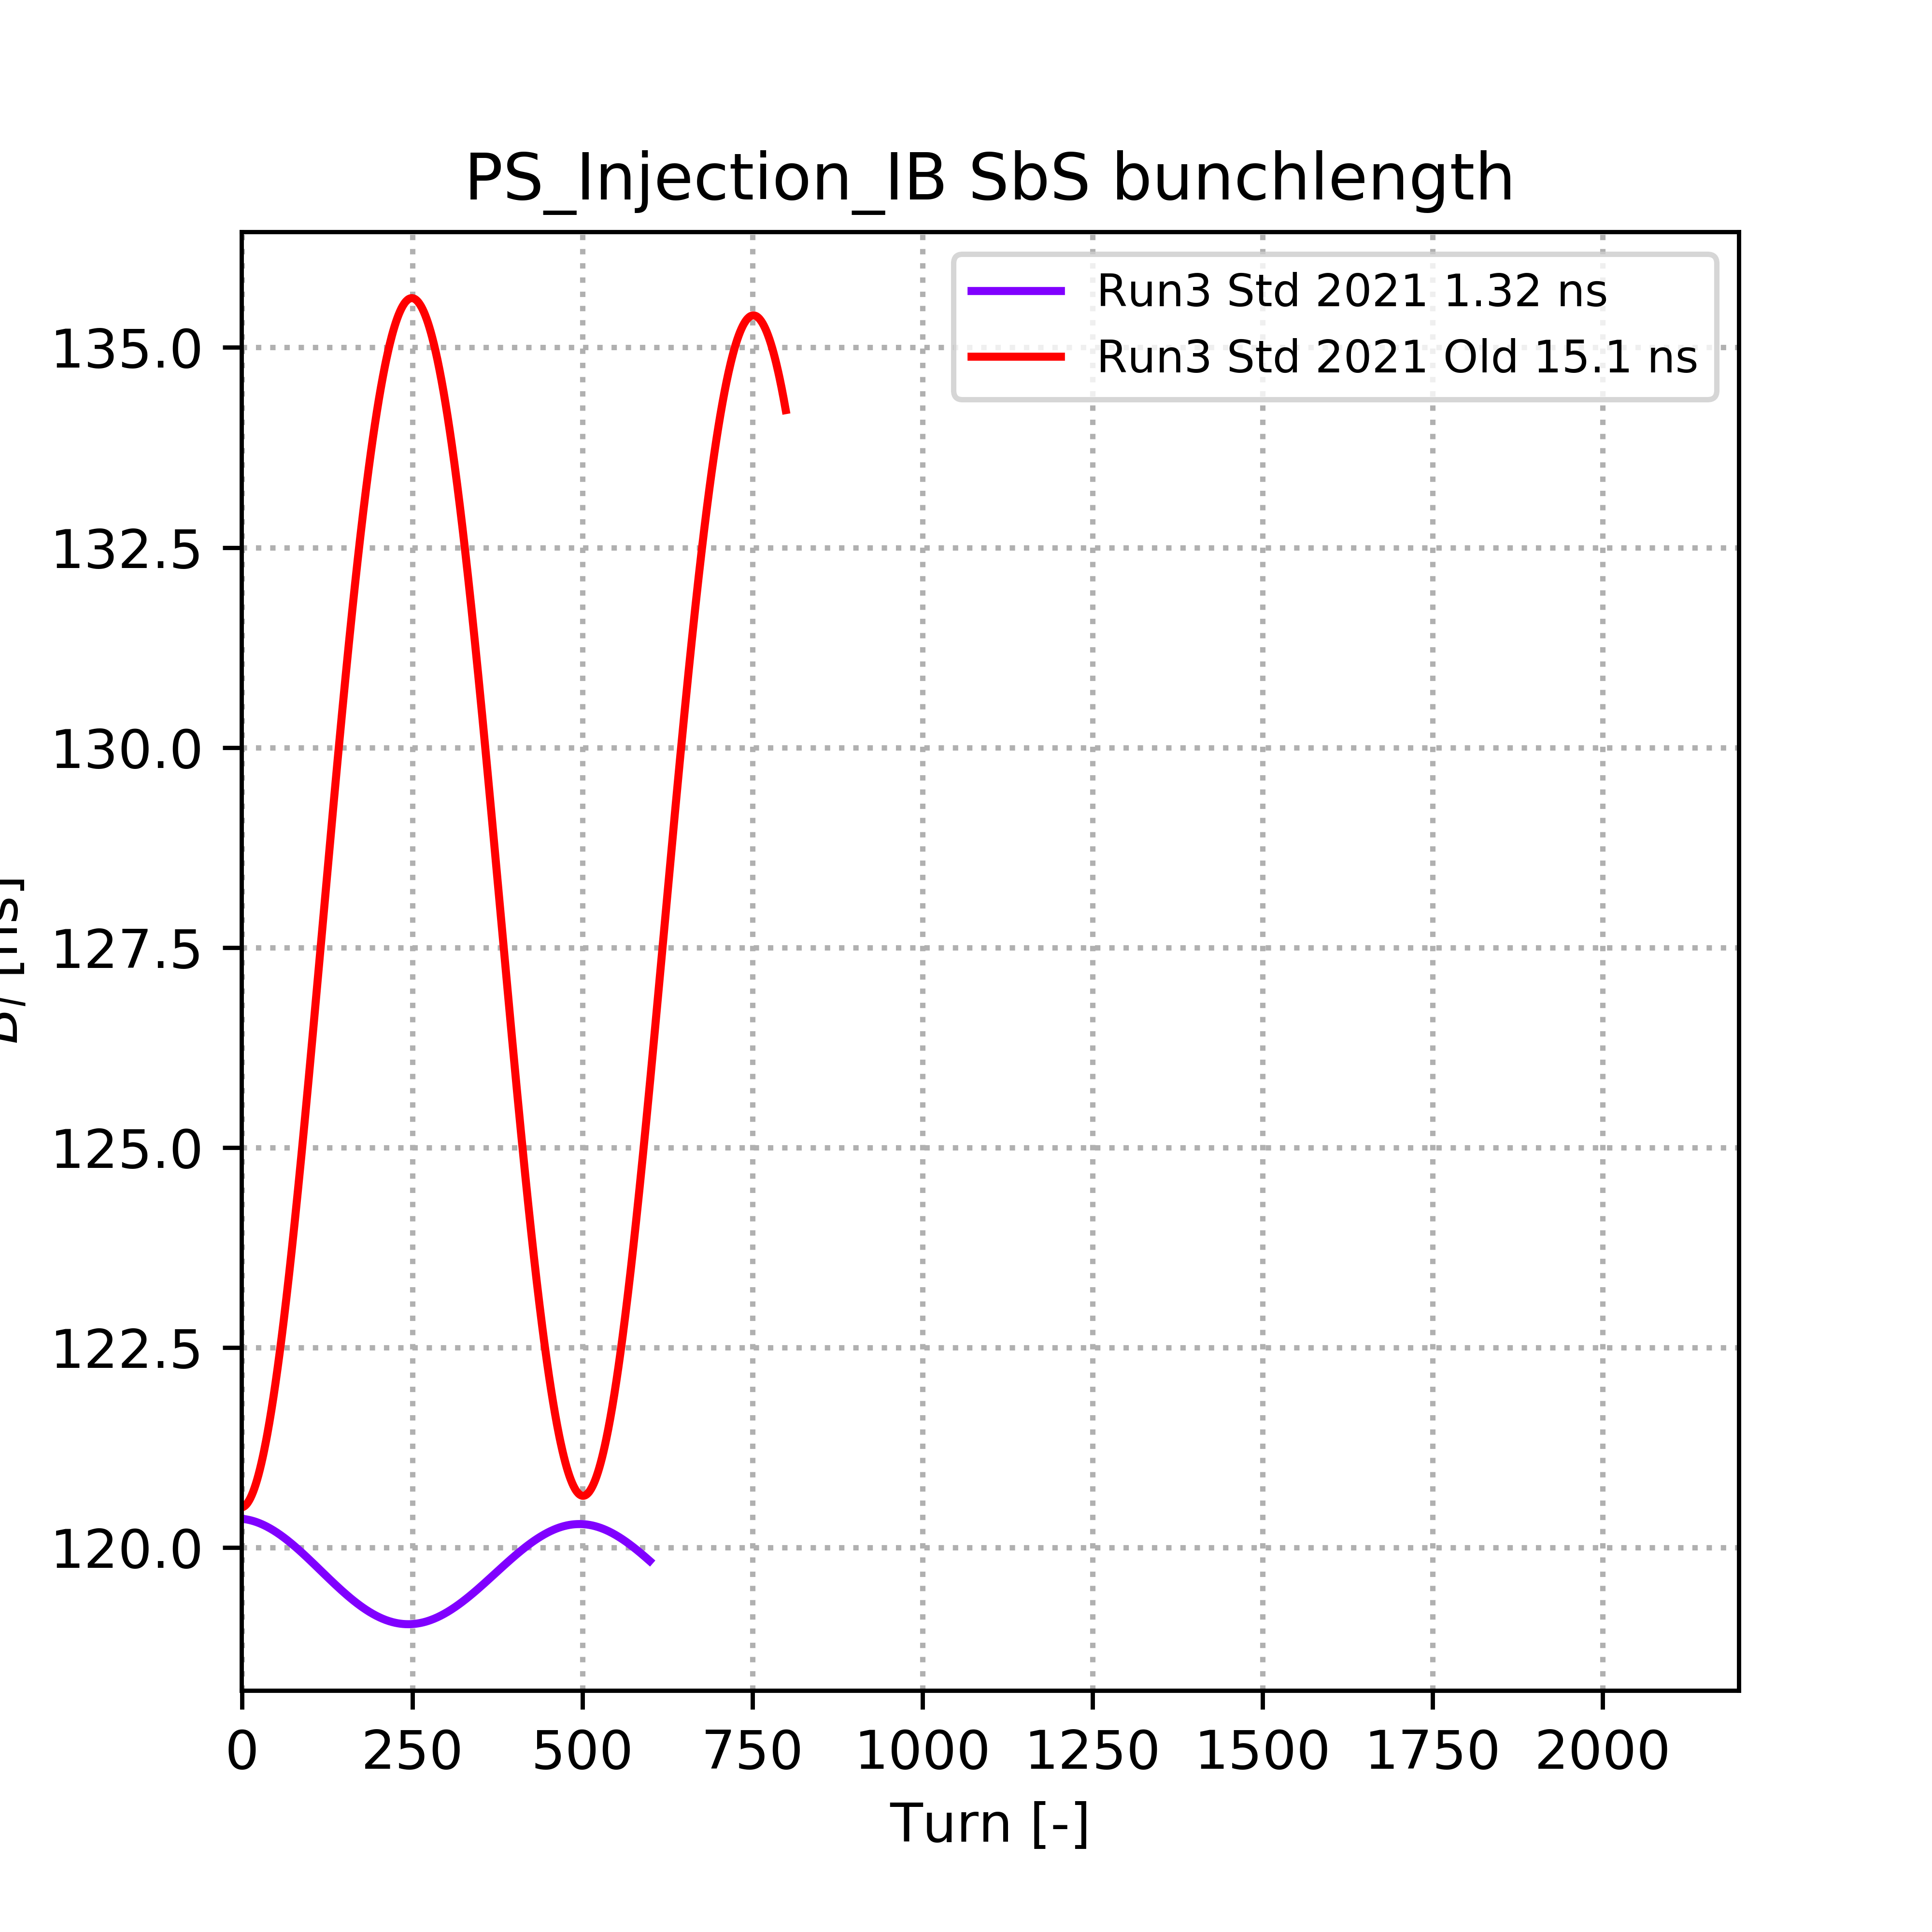 PS_Injection_IB SbS bunchlength
Run3 Std 2021 1.32 ns
Run3 Std 2021 Old 15.1 ns
135.0
132.5
130.0
127.5
125.0
122.5
120.0
0 250 500 750 1000 1250 1500 1750 2000
Turn [-]